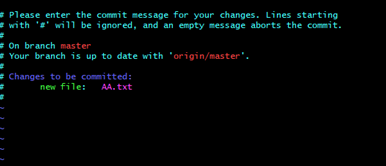 # Please enter the commit message for your changes. Lines starting
# with '#' will be ignored, and an empty message aborts the commit.
#
# On branch master
# Your branch is up to date with 'origin/master'.
#
# Changes to be committed:
#       new file:   AA.txt
#
~
~
~
~
~